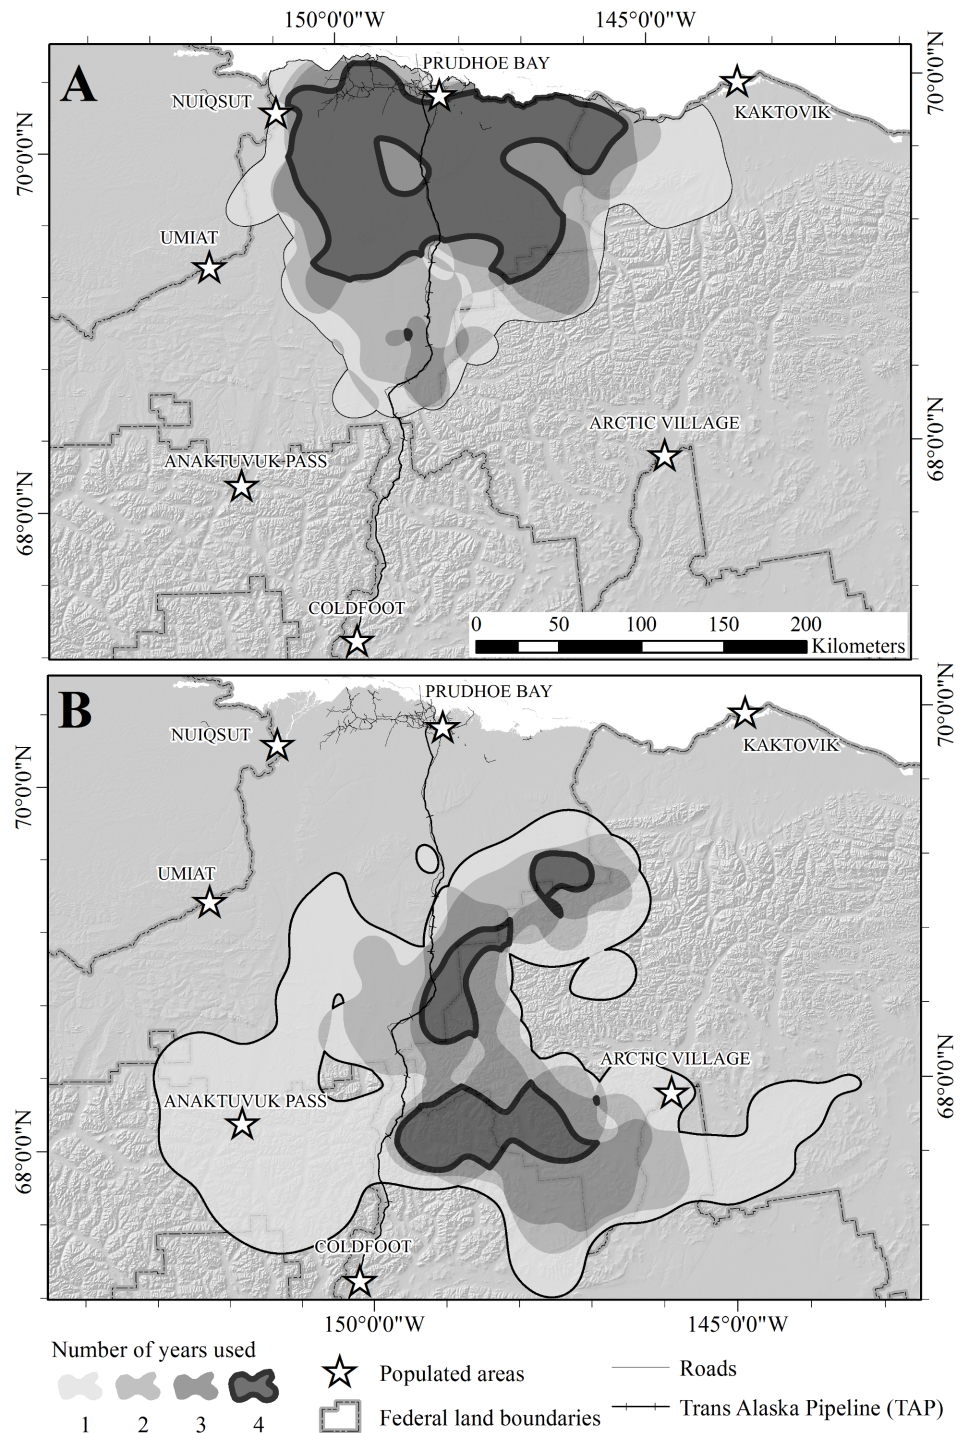 150°0'0"W 145°0'0"W
A
PRUDHOE BAY
NUIQSUT
KAKTOVIK
70°0'0"N
70°0'0"N
UMIAT
ARCTIC VILLAGE
ANAKTUVUK PASS
68°0'0"N
68°0'0"N
COLDFOOT
0 50 100 150 200
Kilometers
B
PRUDHOE BAY
NUIQSUT
KAKTOVIK
70°0'0"N
70°0'0"N
UMIAT
ARCTIC VILLAGE
ANAKTUVUK PASS
68°0'0"N
68°0'0"N
COLDFOOT
150°0'0"W 145°0'0"W
Number of years used
1 2 3 4
Populated areas
Federal land boundaries
Roads
Trans Alaska Pipeline (TAP)